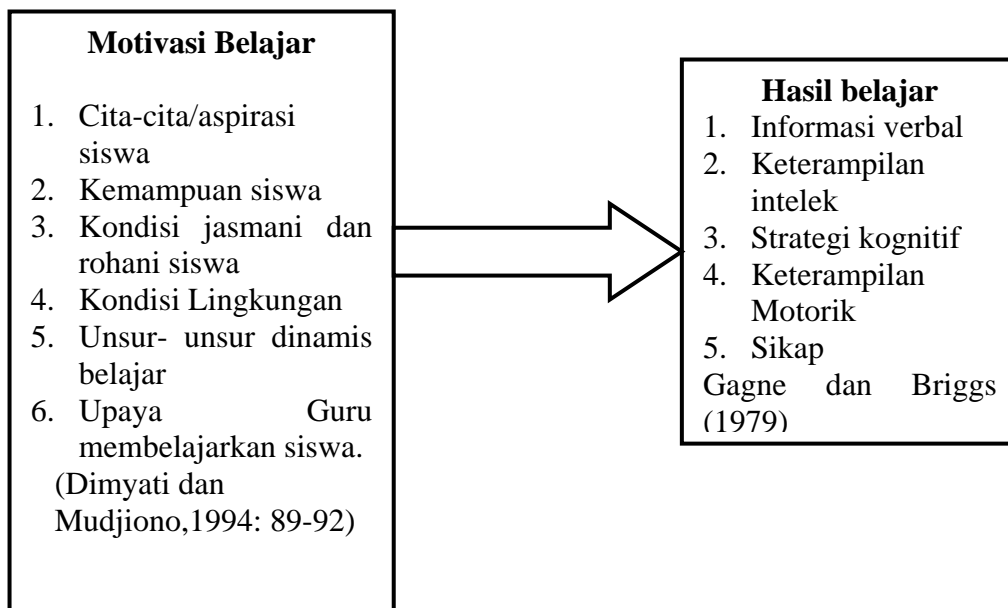 Motivasi Belajar
1. Cita-cita/aspirasi
siswa
2. Kemampuan siswa
3. Kondisi jasmani dan
rohani siswa
4. Kondisi Lingkungan
5. Unsur- unsur dinamis
belajar
6. Upaya Guru
membelajarkan siswa.
(Dimyati dan
Mudjiono,1994: 89-92)
Hasil belajar
1. Informasi verbal
2. Keterampilan
intelek
3. Strategi kognitif
4. Keterampilan
Motorik
5. Sikap
Gagne dan Briggs
(1979)